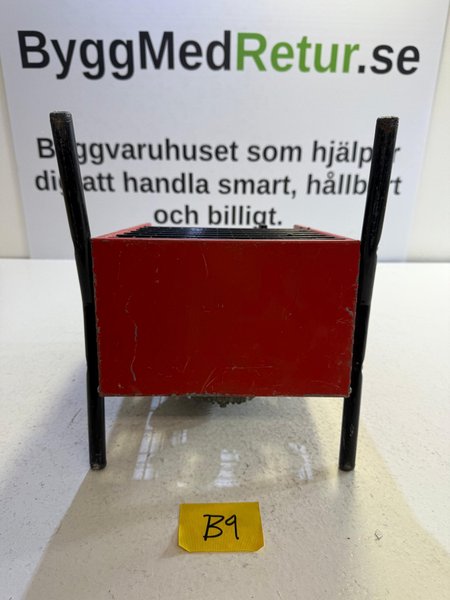 ByggMedRetur.se
Byggvaruhuset som hjälper
dig att handla smart, hållbart
och billigt.
B9